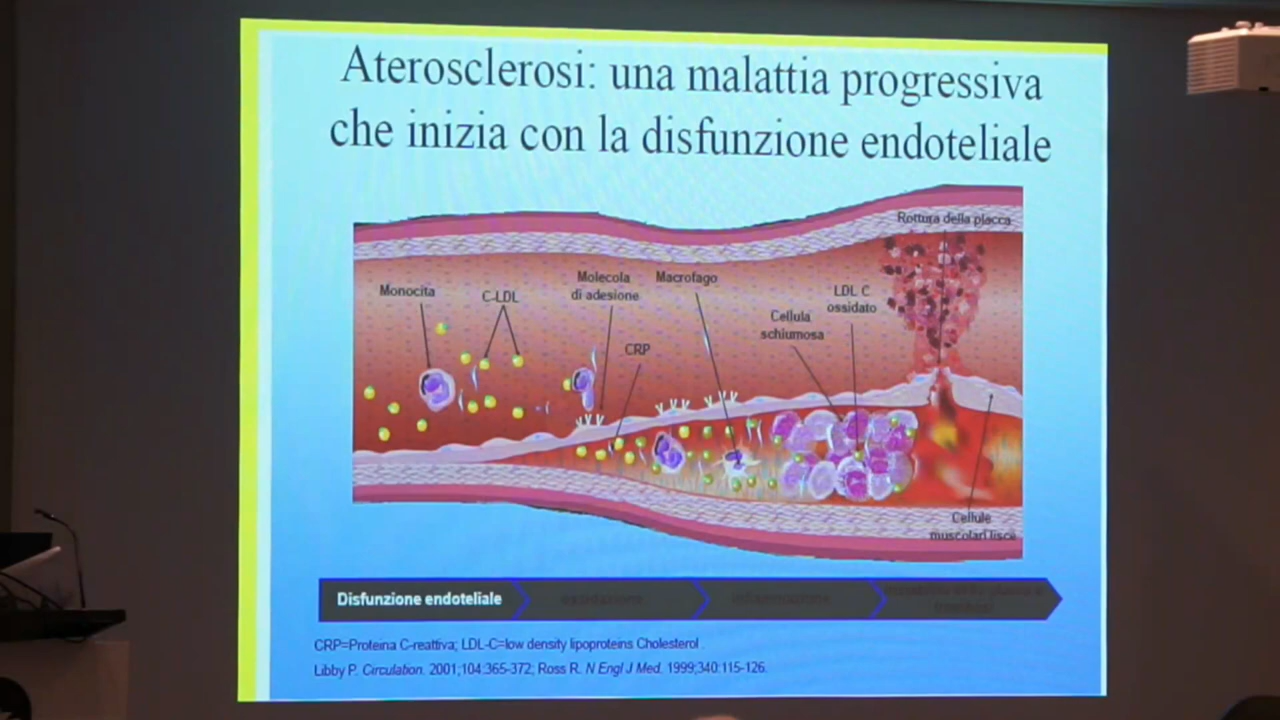 Aterosclerosi: una malattia progressiva
che inizia con la disfunzione endoteliale
Rottura della placca
Monocita
C-LDL
Molecola
di adesione
Macrofago
CRP
Cellula
schiumosa
LDL C
ossidato
Cellule
muscolari lisce
Disfunzione endoteliale
CRP=Proteina C-reattiva; LDL-C=low density lipoproteins Cholesterol .
Libby P. Circulation. 2001;104:365-372; Ross R. N Engl J Med. 1999;340:115-126.